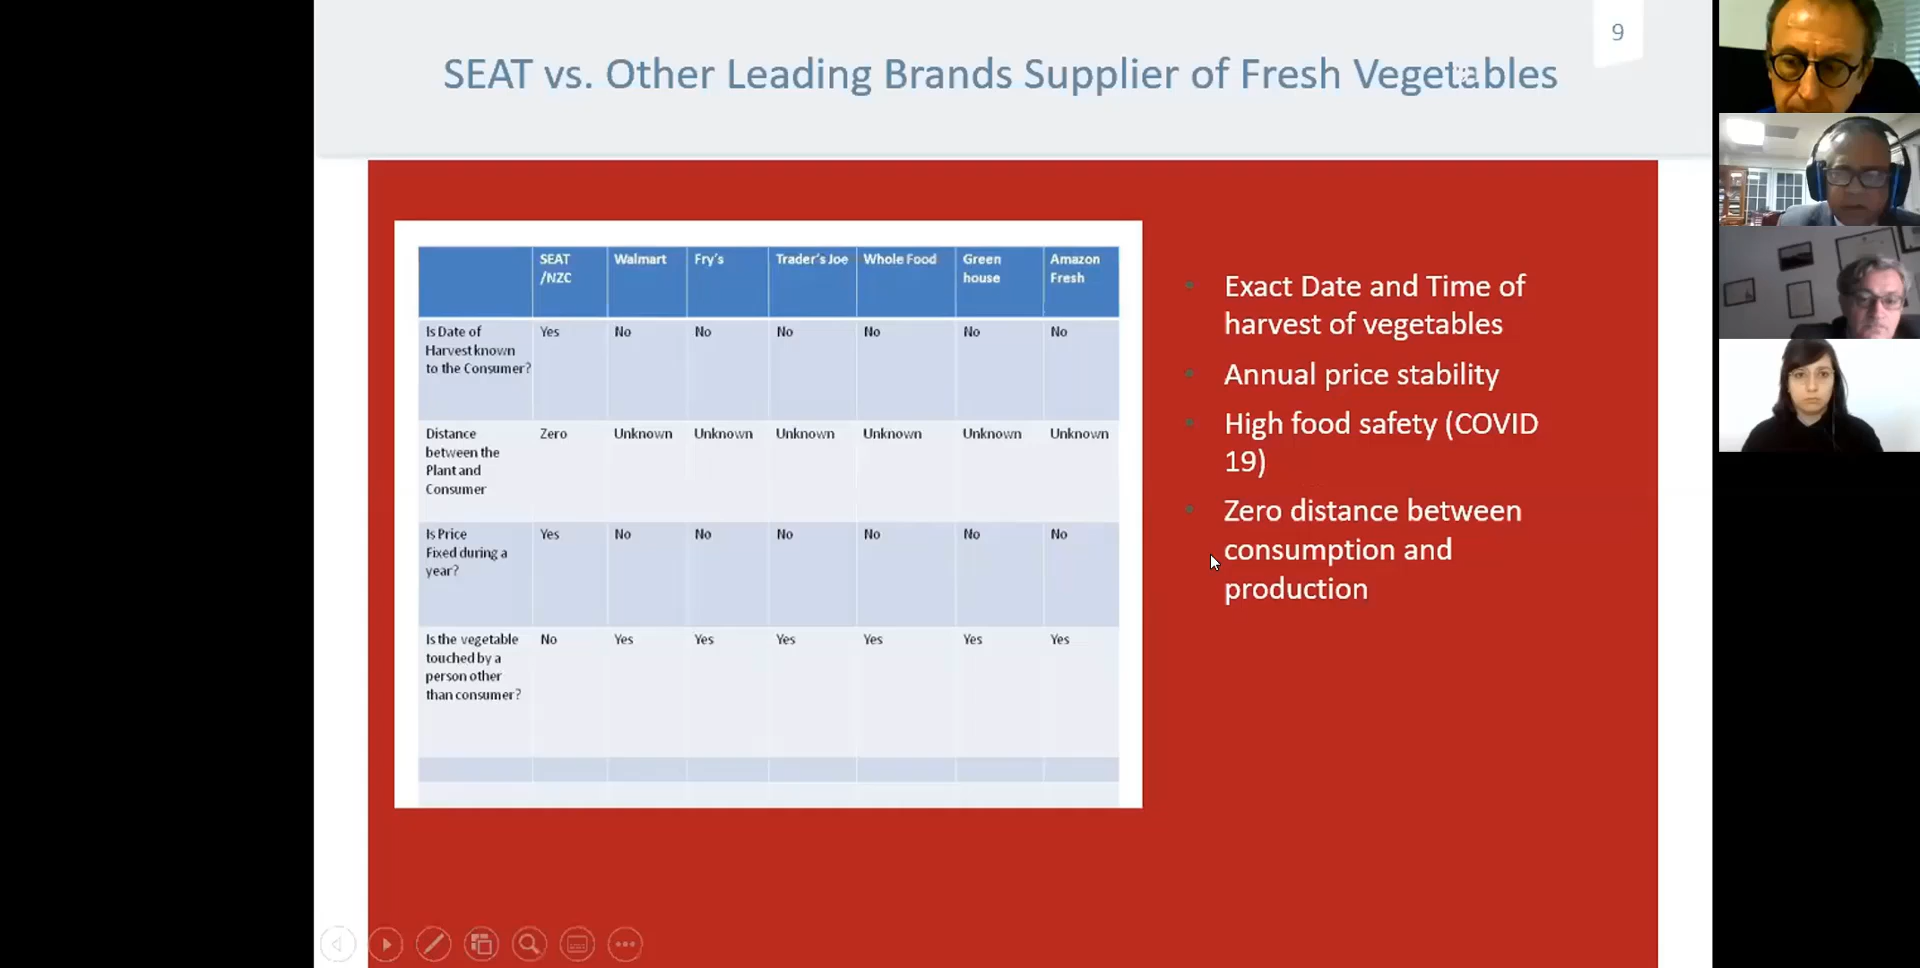 9
SEAT vs. Other Leading Brands Supplier of Fresh Vegetables
SEAT /NZC Walmart Fry's Trader's Joe Whole Food Green house Amazon Fresh
Is Date of Harvest known to the Consumer? Yes No No No No No No
Distance between the Plant and Consumer Zero Unknown Unknown Unknown Unknown Unknown Unknown
Is Price Fixed during a year? Yes No No No No No No
Is the vegetable touched by a person other than consumer? No Yes Yes Yes Yes Yes Yes
Exact Date and Time of
harvest of vegetables
Annual price stability
High food safety (COVID
19)
Zero distance between
consumption and
production